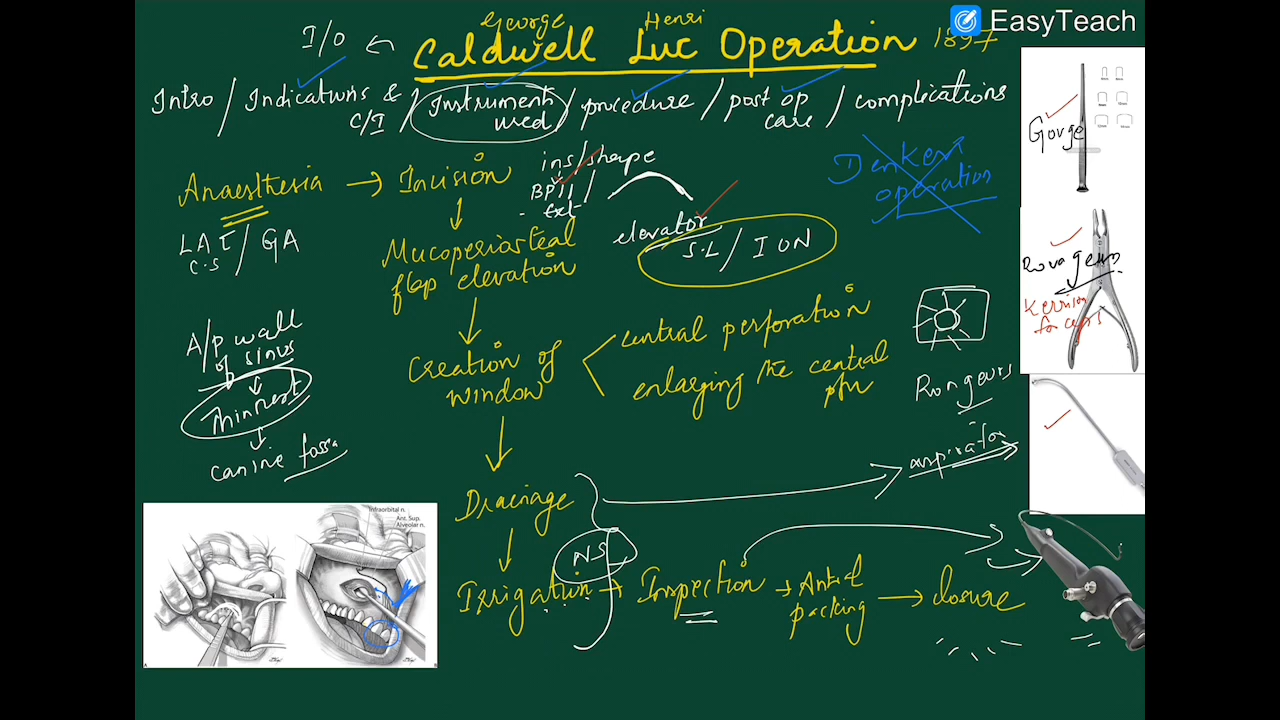 EasyTeach
George Henri
I/O ← Caldwell Luc Operation 1897
Intro / Indications & C/I / Instrument used / procedure / post op care / complications
Anaesthesia → Incision
ins/shape
BP
Ext
LA C̅ / GA
C.S
Mucoperiosteal
flap elevation
elevator
S.L / ION
Denker
operation
Gouge
Rongeurs
Kerrison
forceps
A/p wall
of sinus
Thinnest
canine fossa
Creation of
window
central perforation
enlarging the central
pfn
Rongeurs
aspirator
Drainage
NS
Irrigation → Inspection → Antral
packing → closure
Infraorbital n.
Ant. Sup.
Alveolar n.